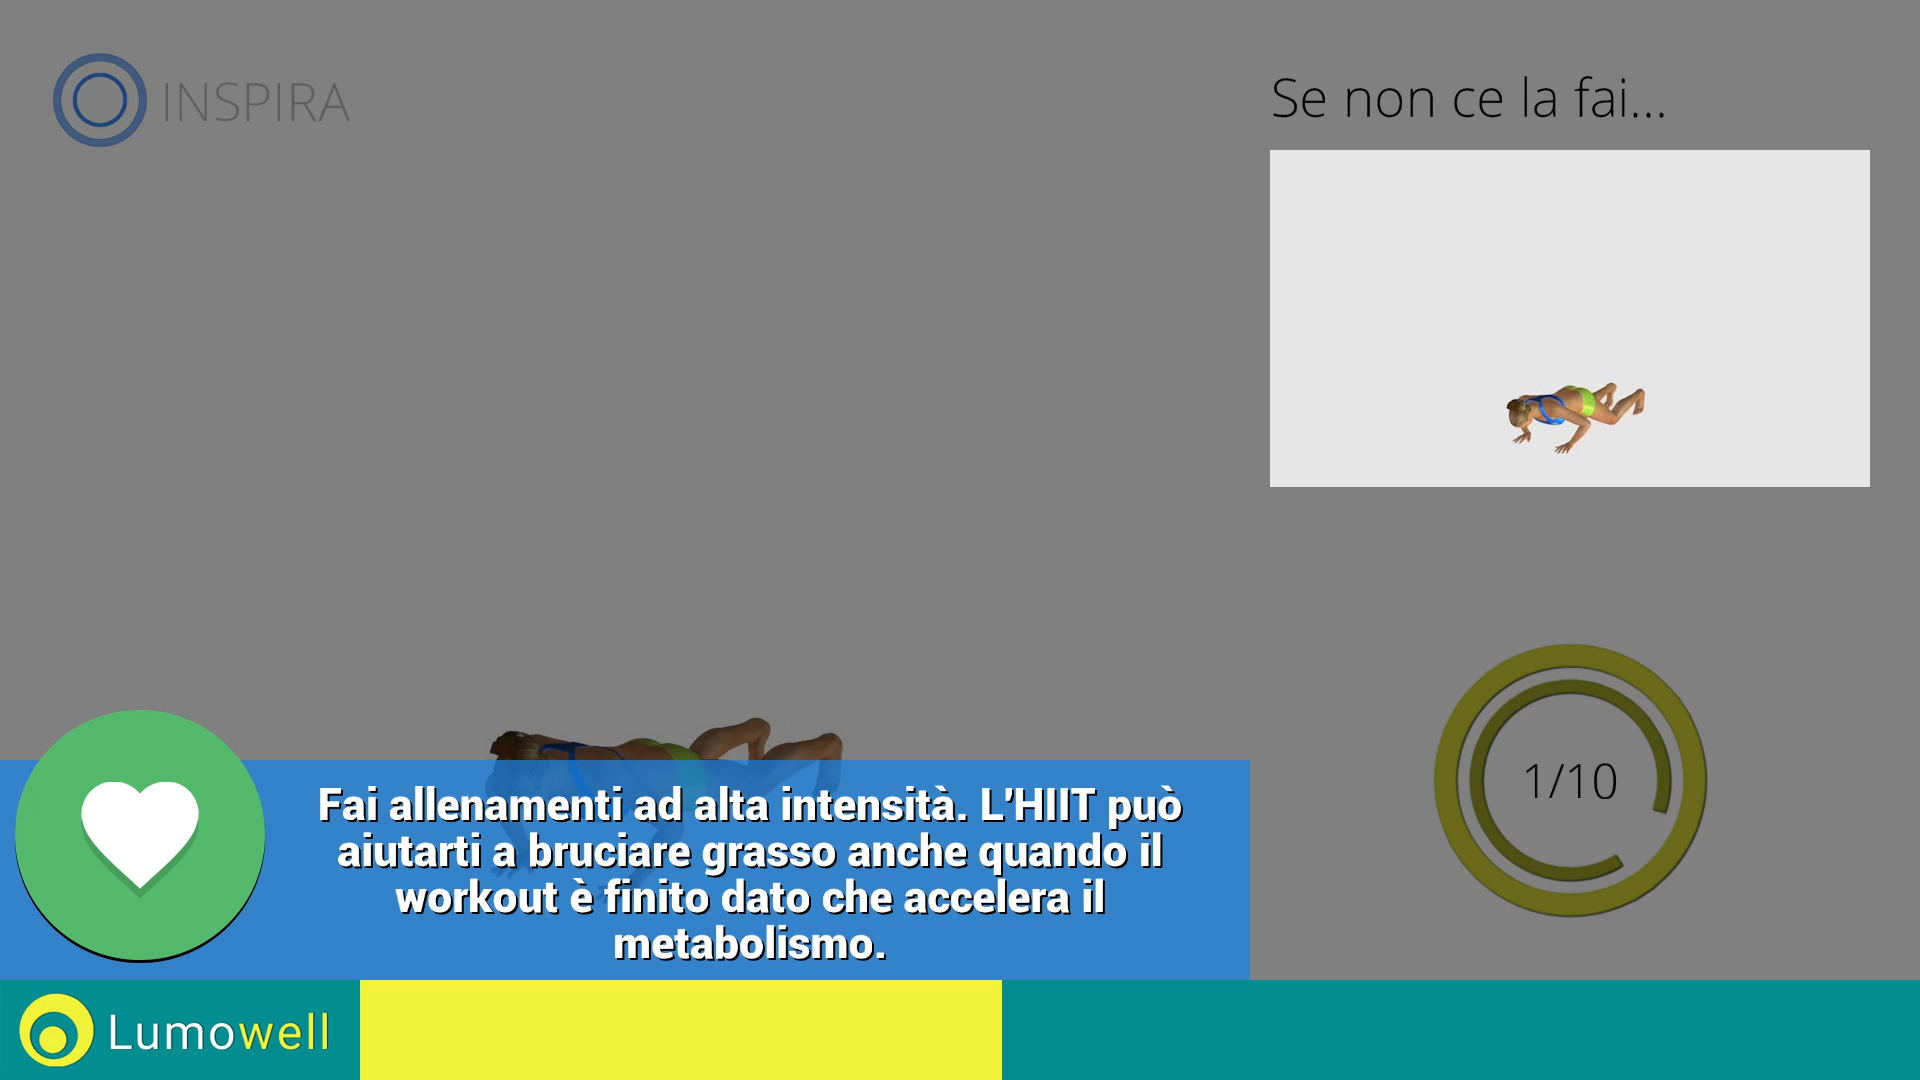 INSPIRA
Se non ce la fai...
1/10
Fai allenamenti ad alta intensità. L'HIIT può
aiutarti a bruciare grasso anche quando il
workout è finito dato che accelera il
metabolismo.
Lumowell